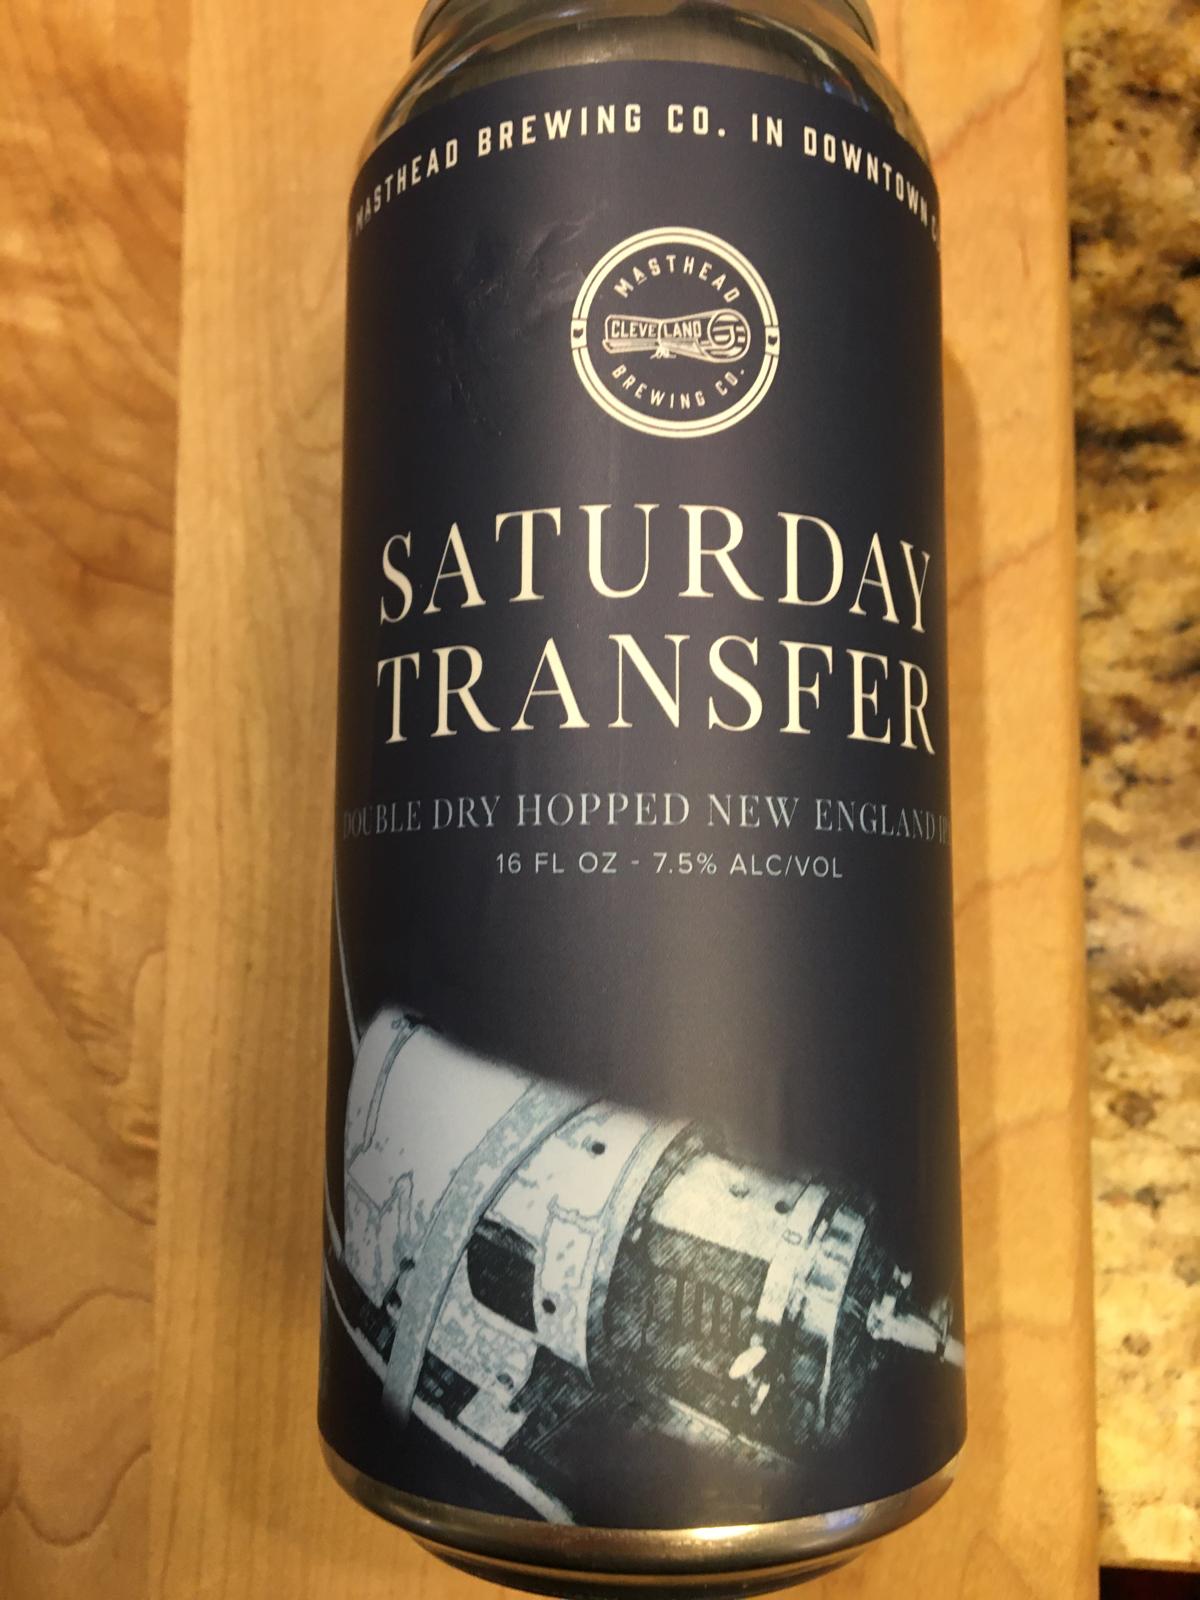 MASTHEAD BREWING CO. IN DOWNTOWN
MASTHEAD
CLEVELAND
BREWING CO.
SATURDAY
TRANSFER
DOUBLE DRY HOPPED NEW ENGLAND
16 FL OZ - 7.5% ALC/VOL